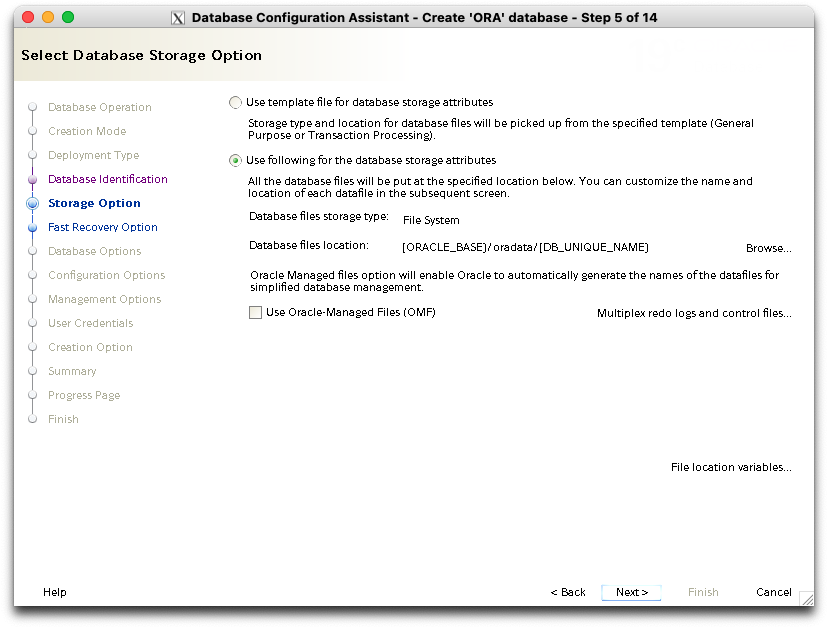 Database Configuration Assistant - Create 'ORA' database - Step 5 of 14
Select Database Storage Option
Database Operation
Creation Mode
Deployment Type
Database Identification
Storage Option
Fast Recovery Option
Database Options
Configuration Options
Management Options
User Credentials
Creation Option
Summary
Progress Page
Finish
Use template file for database storage attributes
Storage type and location for database files will be picked up from the specified template (General
Purpose or Transaction Processing).
Use following for the database storage attributes
All the database files will be put at the specified location below. You can customize the name and
location of each datafile in the subsequent screen.
Database files storage type: File System
Database files location: {ORACLE_BASE}/oradata/{DB_UNIQUE_NAME} Browse...
Oracle Managed files option will enable Oracle to automatically generate the names of the datafiles for
simplified database management.
Use Oracle-Managed Files (OMF) Multiplex redo logs and control files...
File location variables...
Help < Back Next > Finish Cancel